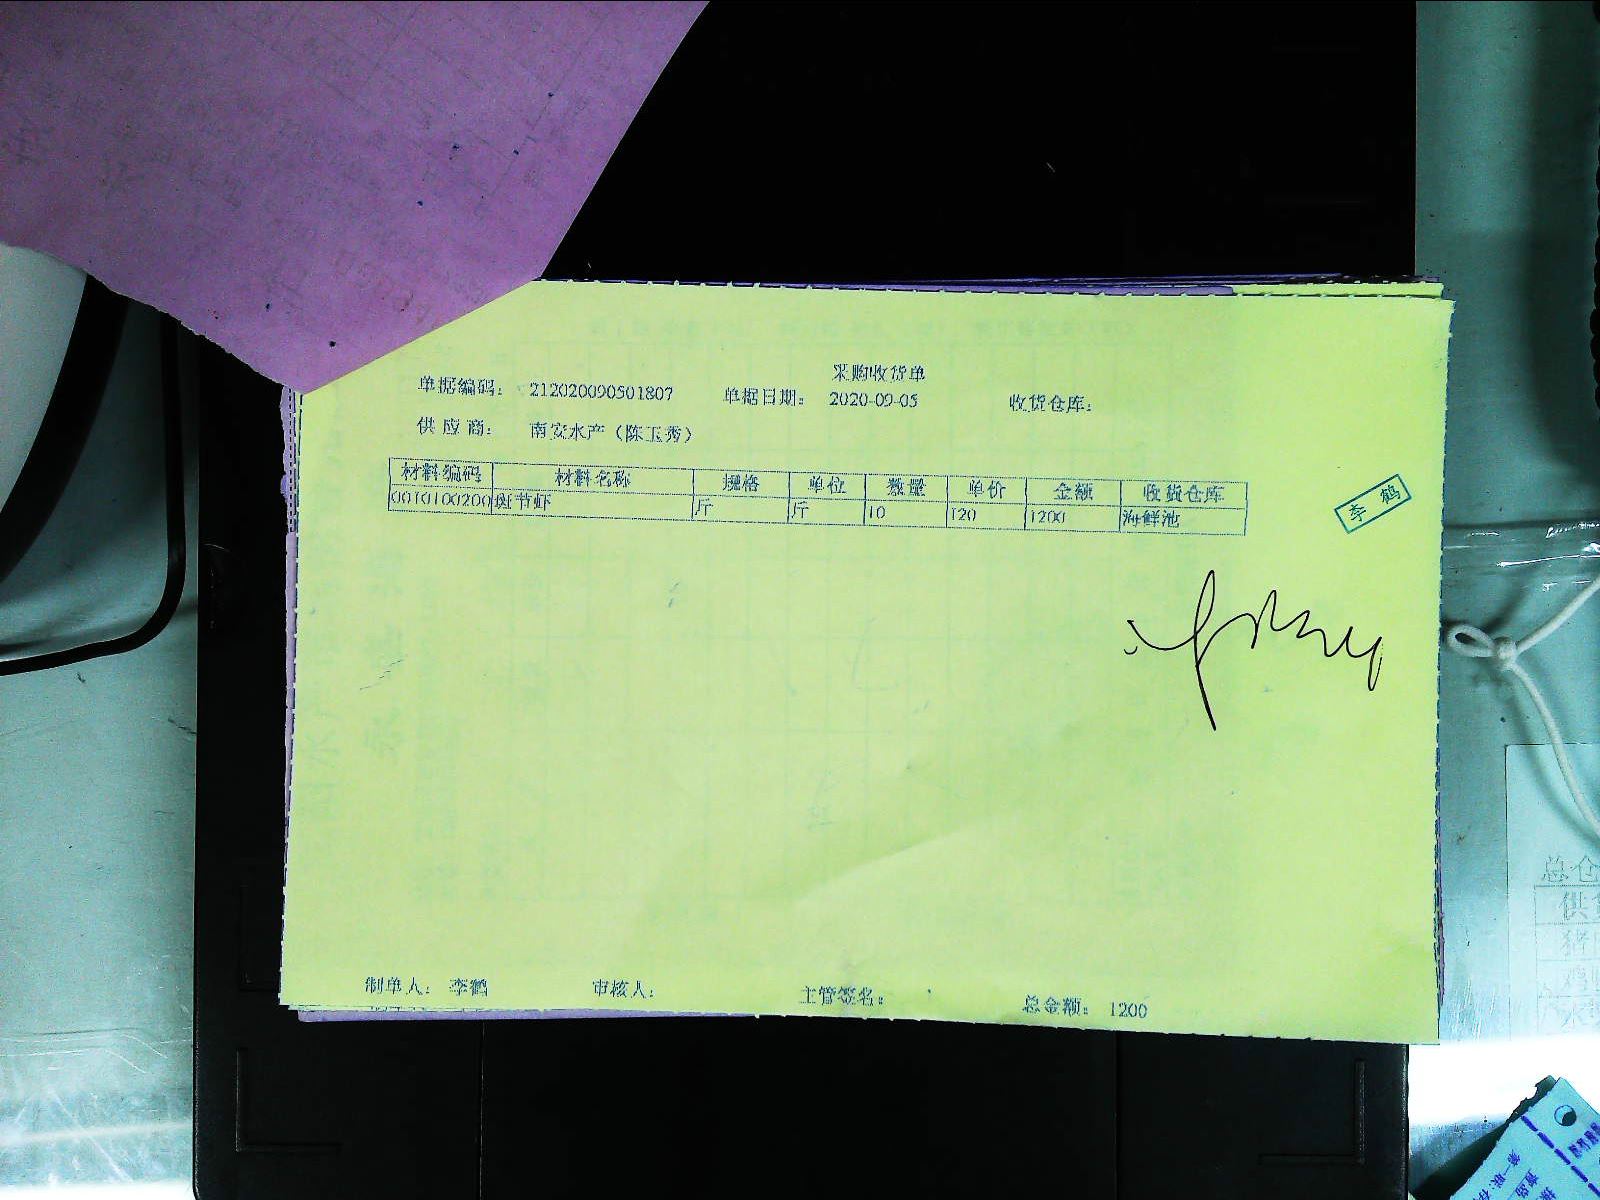 采购收货单
单据编码： 212020090501807 单据日期： 2020-09-05 收货仓库：
供应商： 南安水产（陈玉秀）
材料编码 材料名称 规格 单位 数量 单价 金额 收货仓库
0010100200 斑节虾 斤 斤 10 120 1200 海鲜池
李鹤
制单人： 李鹤 审核人： 主管签名： 总金额： 1200
总仓
供